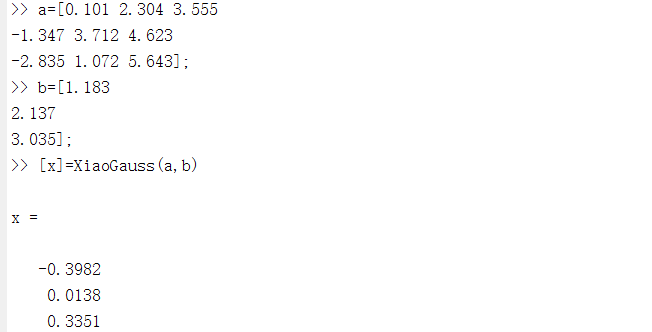 >> a=[0.101 2.304 3.555
-1.347 3.712 4.623
-2.835 1.072 5.643];
>> b=[1.183
2.137
3.035];
>> [x]=XiaoGauss(a,b)
x =
-0.3982
0.0138
0.3351